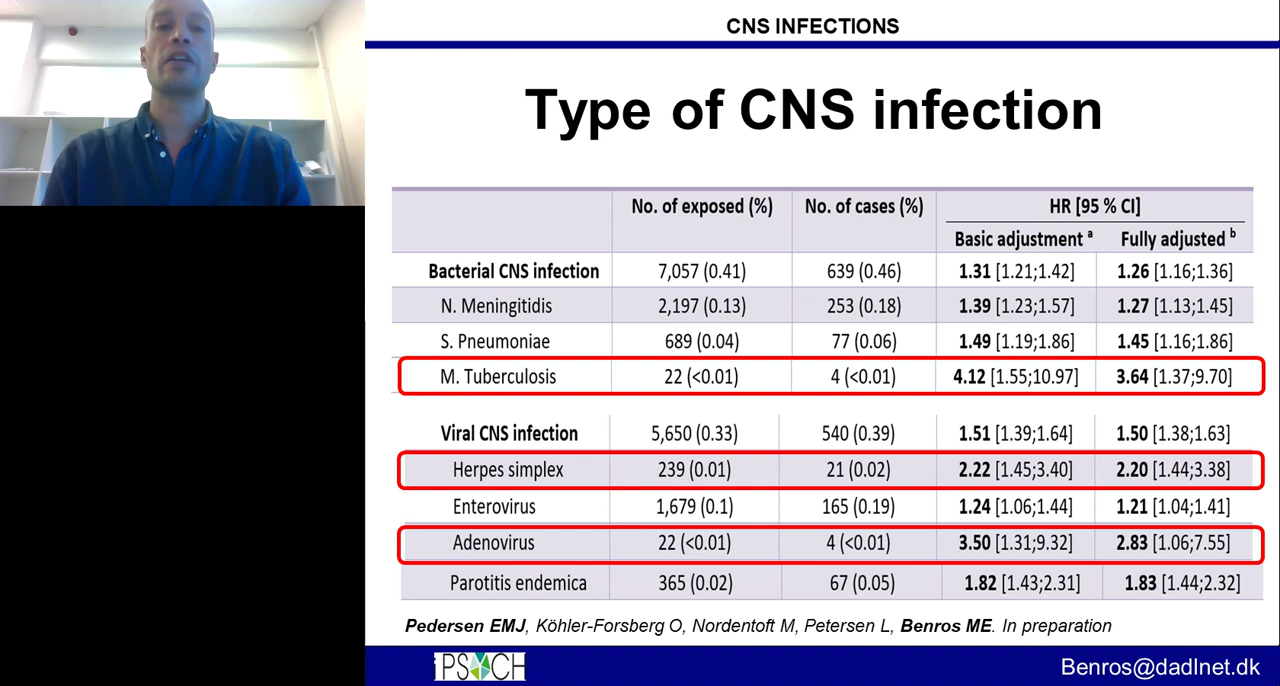 CNS INFECTIONS
Type of CNS infection
No. of exposed (%) No. of cases (%) HR [95 % CI]
Basic adjustment a Fully adjusted b
Bacterial CNS infection 7,057 (0.41) 639 (0.46) 1.31 [1.21;1.42] 1.26 [1.16;1.36]
N. Meningitidis 2,197 (0.13) 253 (0.18) 1.39 [1.23;1.57] 1.27 [1.13;1.45]
S. Pneumoniae 689 (0.04) 77 (0.06) 1.49 [1.19;1.86] 1.45 [1.16;1.86]
M. Tuberculosis 22 (<0.01) 4 (<0.01) 4.12 [1.55;10.97] 3.64 [1.37;9.70]
Viral CNS infection 5,650 (0.33) 540 (0.39) 1.51 [1.39;1.64] 1.50 [1.38;1.63]
Herpes simplex 239 (0.01) 21 (0.02) 2.22 [1.45;3.40] 2.20 [1.44;3.38]
Enterovirus 1,679 (0.1) 165 (0.19) 1.24 [1.06;1.44] 1.21 [1.04;1.41]
Adenovirus 22 (<0.01) 4 (<0.01) 3.50 [1.31;9.32] 2.83 [1.06;7.55]
Parotitis endemica 365 (0.02) 67 (0.05) 1.82 [1.43;2.31] 1.83 [1.44;2.32]
Pedersen EMJ, Köhler-Forsberg O, Nordentoft M, Petersen L, Benros ME. In preparation
iPSYCH
Benros@dadlnet.dk